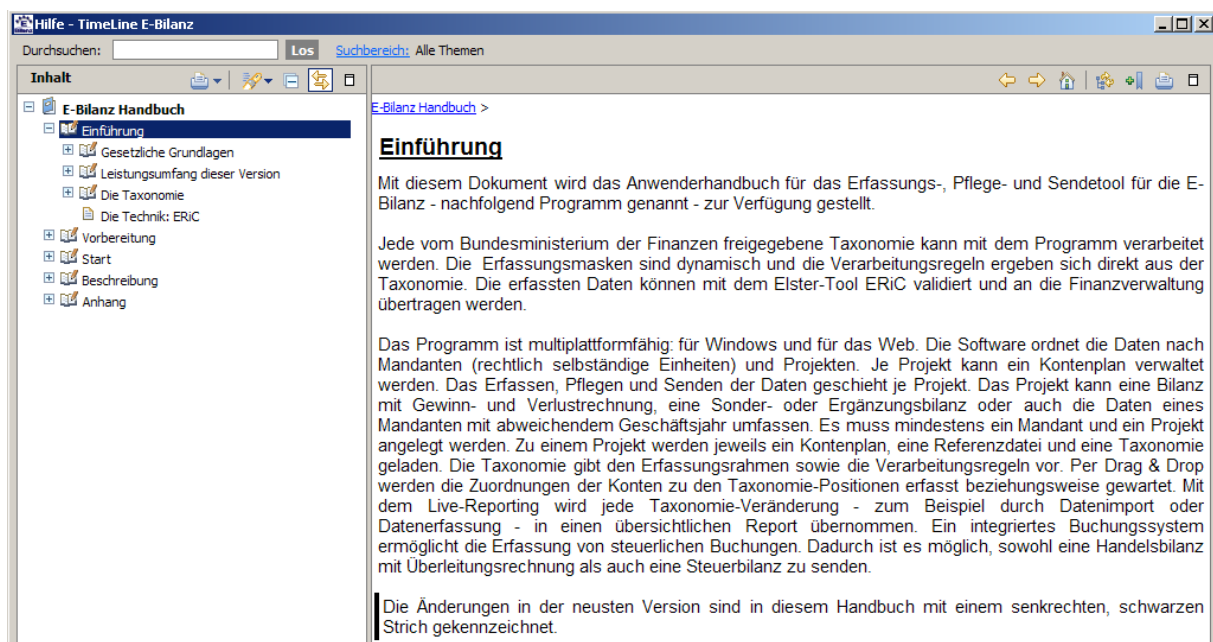 Hilfe - TimeLine E-Bilanz
Durchsuchen: Los Suchbereich: Alle Themen
Inhalt
E-Bilanz Handbuch
Einführung
Gesetzliche Grundlagen
Leistungsumfang dieser Version
Die Taxonomie
Die Technik: ERiC
Vorbereitung
Start
Beschreibung
Anhang
E-Bilanz Handbuch >
Einführung
Mit diesem Dokument wird das Anwenderhandbuch für das Erfassungs-, Pflege- und Sendetool für die E-
Bilanz - nachfolgend Programm genannt - zur Verfügung gestellt.
Jede vom Bundesministerium der Finanzen freigegebene Taxonomie kann mit dem Programm verarbeitet
werden. Die Erfassungsmasken sind dynamisch und die Verarbeitungsregeln ergeben sich direkt aus der
Taxonomie. Die erfassten Daten können mit dem Elster-Tool ERiC validiert und an die Finanzverwaltung
übertragen werden.
Das Programm ist multiplattformfähig: für Windows und für das Web. Die Software ordnet die Daten nach
Mandanten (rechtlich selbständige Einheiten) und Projekten. Je Projekt kann ein Kontenplan verwaltet
werden. Das Erfassen, Pflegen und Senden der Daten geschieht je Projekt. Das Projekt kann eine Bilanz
mit Gewinn- und Verlustrechnung, eine Sonder- oder Ergänzungsbilanz oder auch die Daten eines
Mandanten mit abweichendem Geschäftsjahr umfassen. Es muss mindestens ein Mandant und ein Projekt
angelegt werden. Zu einem Projekt werden jeweils ein Kontenplan, eine Referenzdatei und eine Taxonomie
geladen. Die Taxonomie gibt den Erfassungsrahmen sowie die Verarbeitungsregeln vor. Per Drag & Drop
werden die Zuordnungen der Konten zu den Taxonomie-Positionen erfasst beziehungsweise gewartet. Mit
dem Live-Reporting wird jede Taxonomie-Veränderung - zum Beispiel durch Datenimport oder
Datenerfassung - in einen übersichtlichen Report übernommen. Ein integriertes Buchungssystem
ermöglicht die Erfassung von steuerlichen Buchungen. Dadurch ist es möglich, sowohl eine Handelsbilanz
mit Überleitungsrechnung als auch eine Steuerbilanz zu senden.
Die Änderungen in der neusten Version sind in diesem Handbuch mit einem senkrechten, schwarzen
Strich gekennzeichnet.